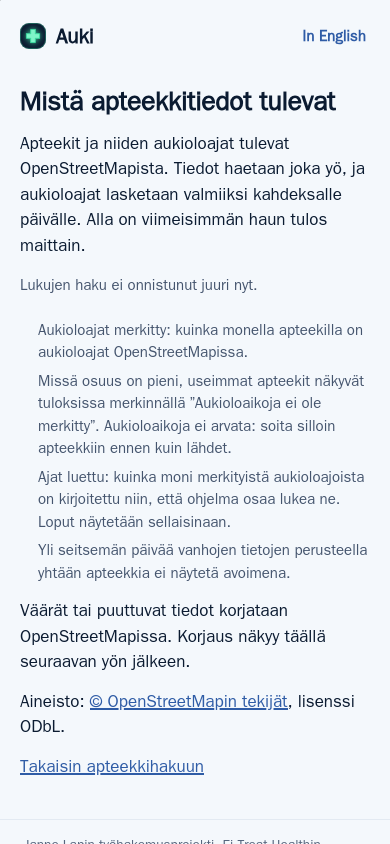 Auki
In English
Mistä apteekkitiedot tulevat
Apteekit ja niiden aukioloajat tulevat
OpenStreetMapista. Tiedot haetaan joka yö, ja
aukioloajat lasketaan valmiiksi kahdeksalle
päivälle. Alla on viimeisimmän haun tulos
maittain.
Lukujen haku ei onnistunut juuri nyt.
Aukioloajat merkitty: kuinka monella apteekilla on
aukioloajat OpenStreetMapissa.
Missä osuus on pieni, useimmat apteekit näkyvät
tuloksissa merkinnällä ”Aukioloaikoja ei ole
merkitty”. Aukioloaikoja ei arvata: soita silloin
apteekkiin ennen kuin lähdet.
Ajat luettu: kuinka moni merkityistä aukioloajoista
on kirjoitettu niin, että ohjelma osaa lukea ne.
Loput näytetään sellaisinaan.
Yli seitsemän päivää vanhojen tietojen perusteella
yhtään apteekkia ei näytetä avoimena.
Väärät tai puuttuvat tiedot korjataan
OpenStreetMapissa. Korjaus näkyy täällä
seuraavan yön jälkeen.
Aineisto: © OpenStreetMapin tekijät, lisenssi
ODbL.
Takaisin apteekkihakuun